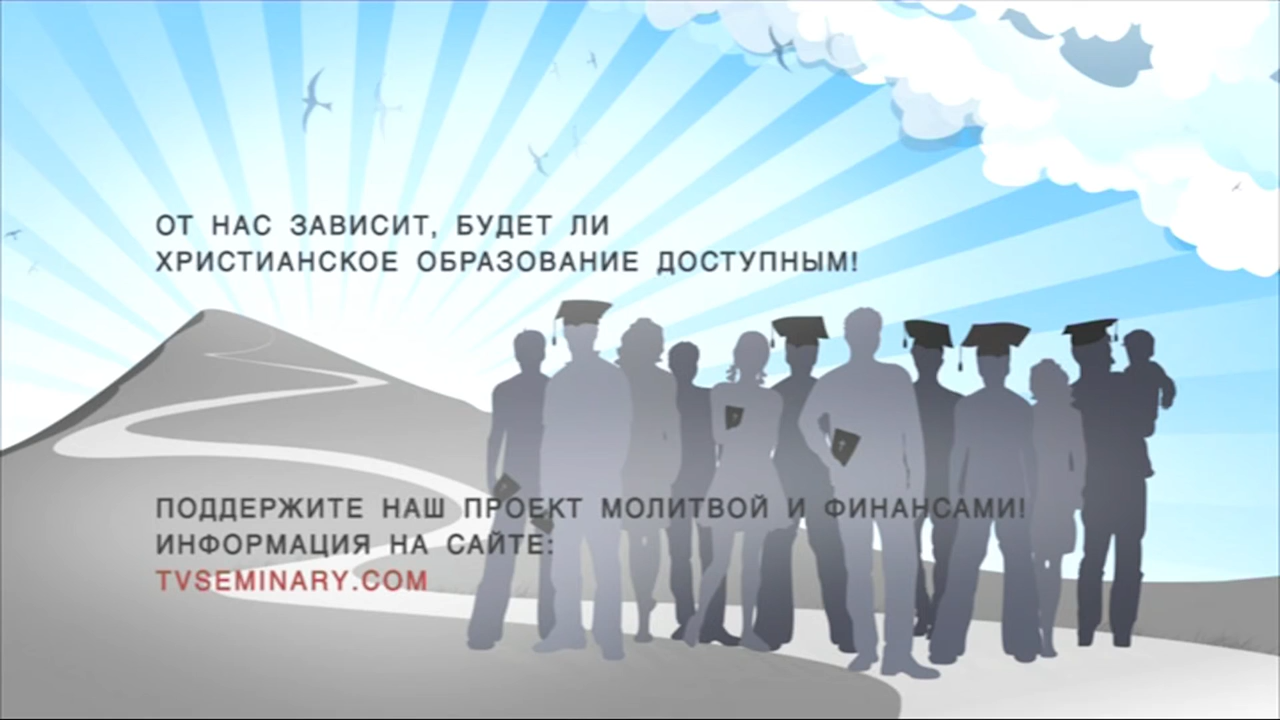 ОТ НАС ЗАВИСИТ, БУДЕТ ЛИ
ХРИСТИАНСКОЕ ОБРАЗОВАНИЕ ДОСТУПНЫМ!
ПОДДЕРЖИТЕ НАШ ПРОЕКТ МОЛИТВОЙ И ФИНАНСАМИ!
ИНФОРМАЦИЯ НА САЙТЕ:
TVSEMINARY.COM